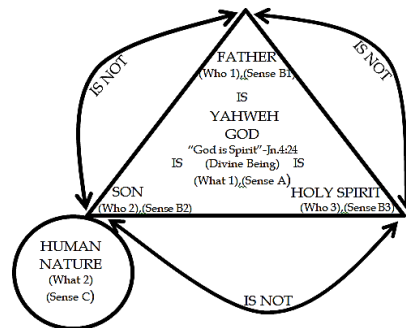 FATHER
(Who 1),(Sense B1)
IS NOT
IS NOT
IS
YAHWEH
GOD
"God is Spirit"-Jn.4:24
IS (Divine Being) IS
(What 1),(Sense A)
SON
HOLY SPIRIT
(Who 2),(Sense B2)
(Who 3),(Sense B3)
HUMAN
NATURE
(What 2)
(Sense C)
IS NOT